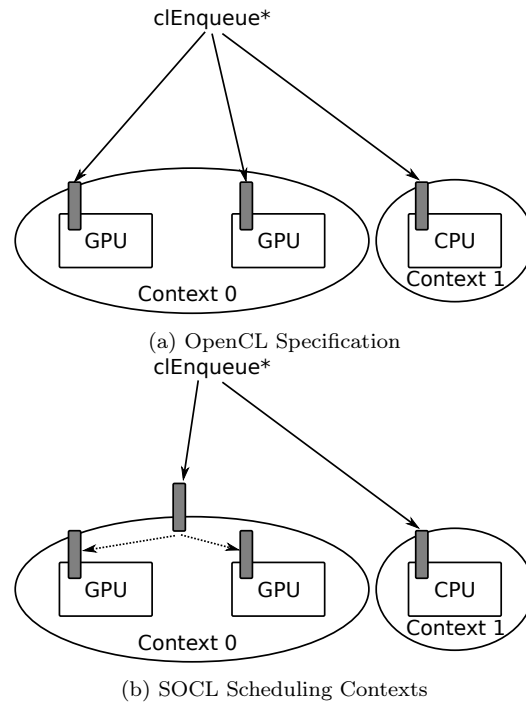 clEnqueue*
GPU
GPU
CPU
Context 0
Context 1
(a) OpenCL Specification
clEnqueue*
GPU
GPU
CPU
Context 0
Context 1
(b) SOCL Scheduling Contexts